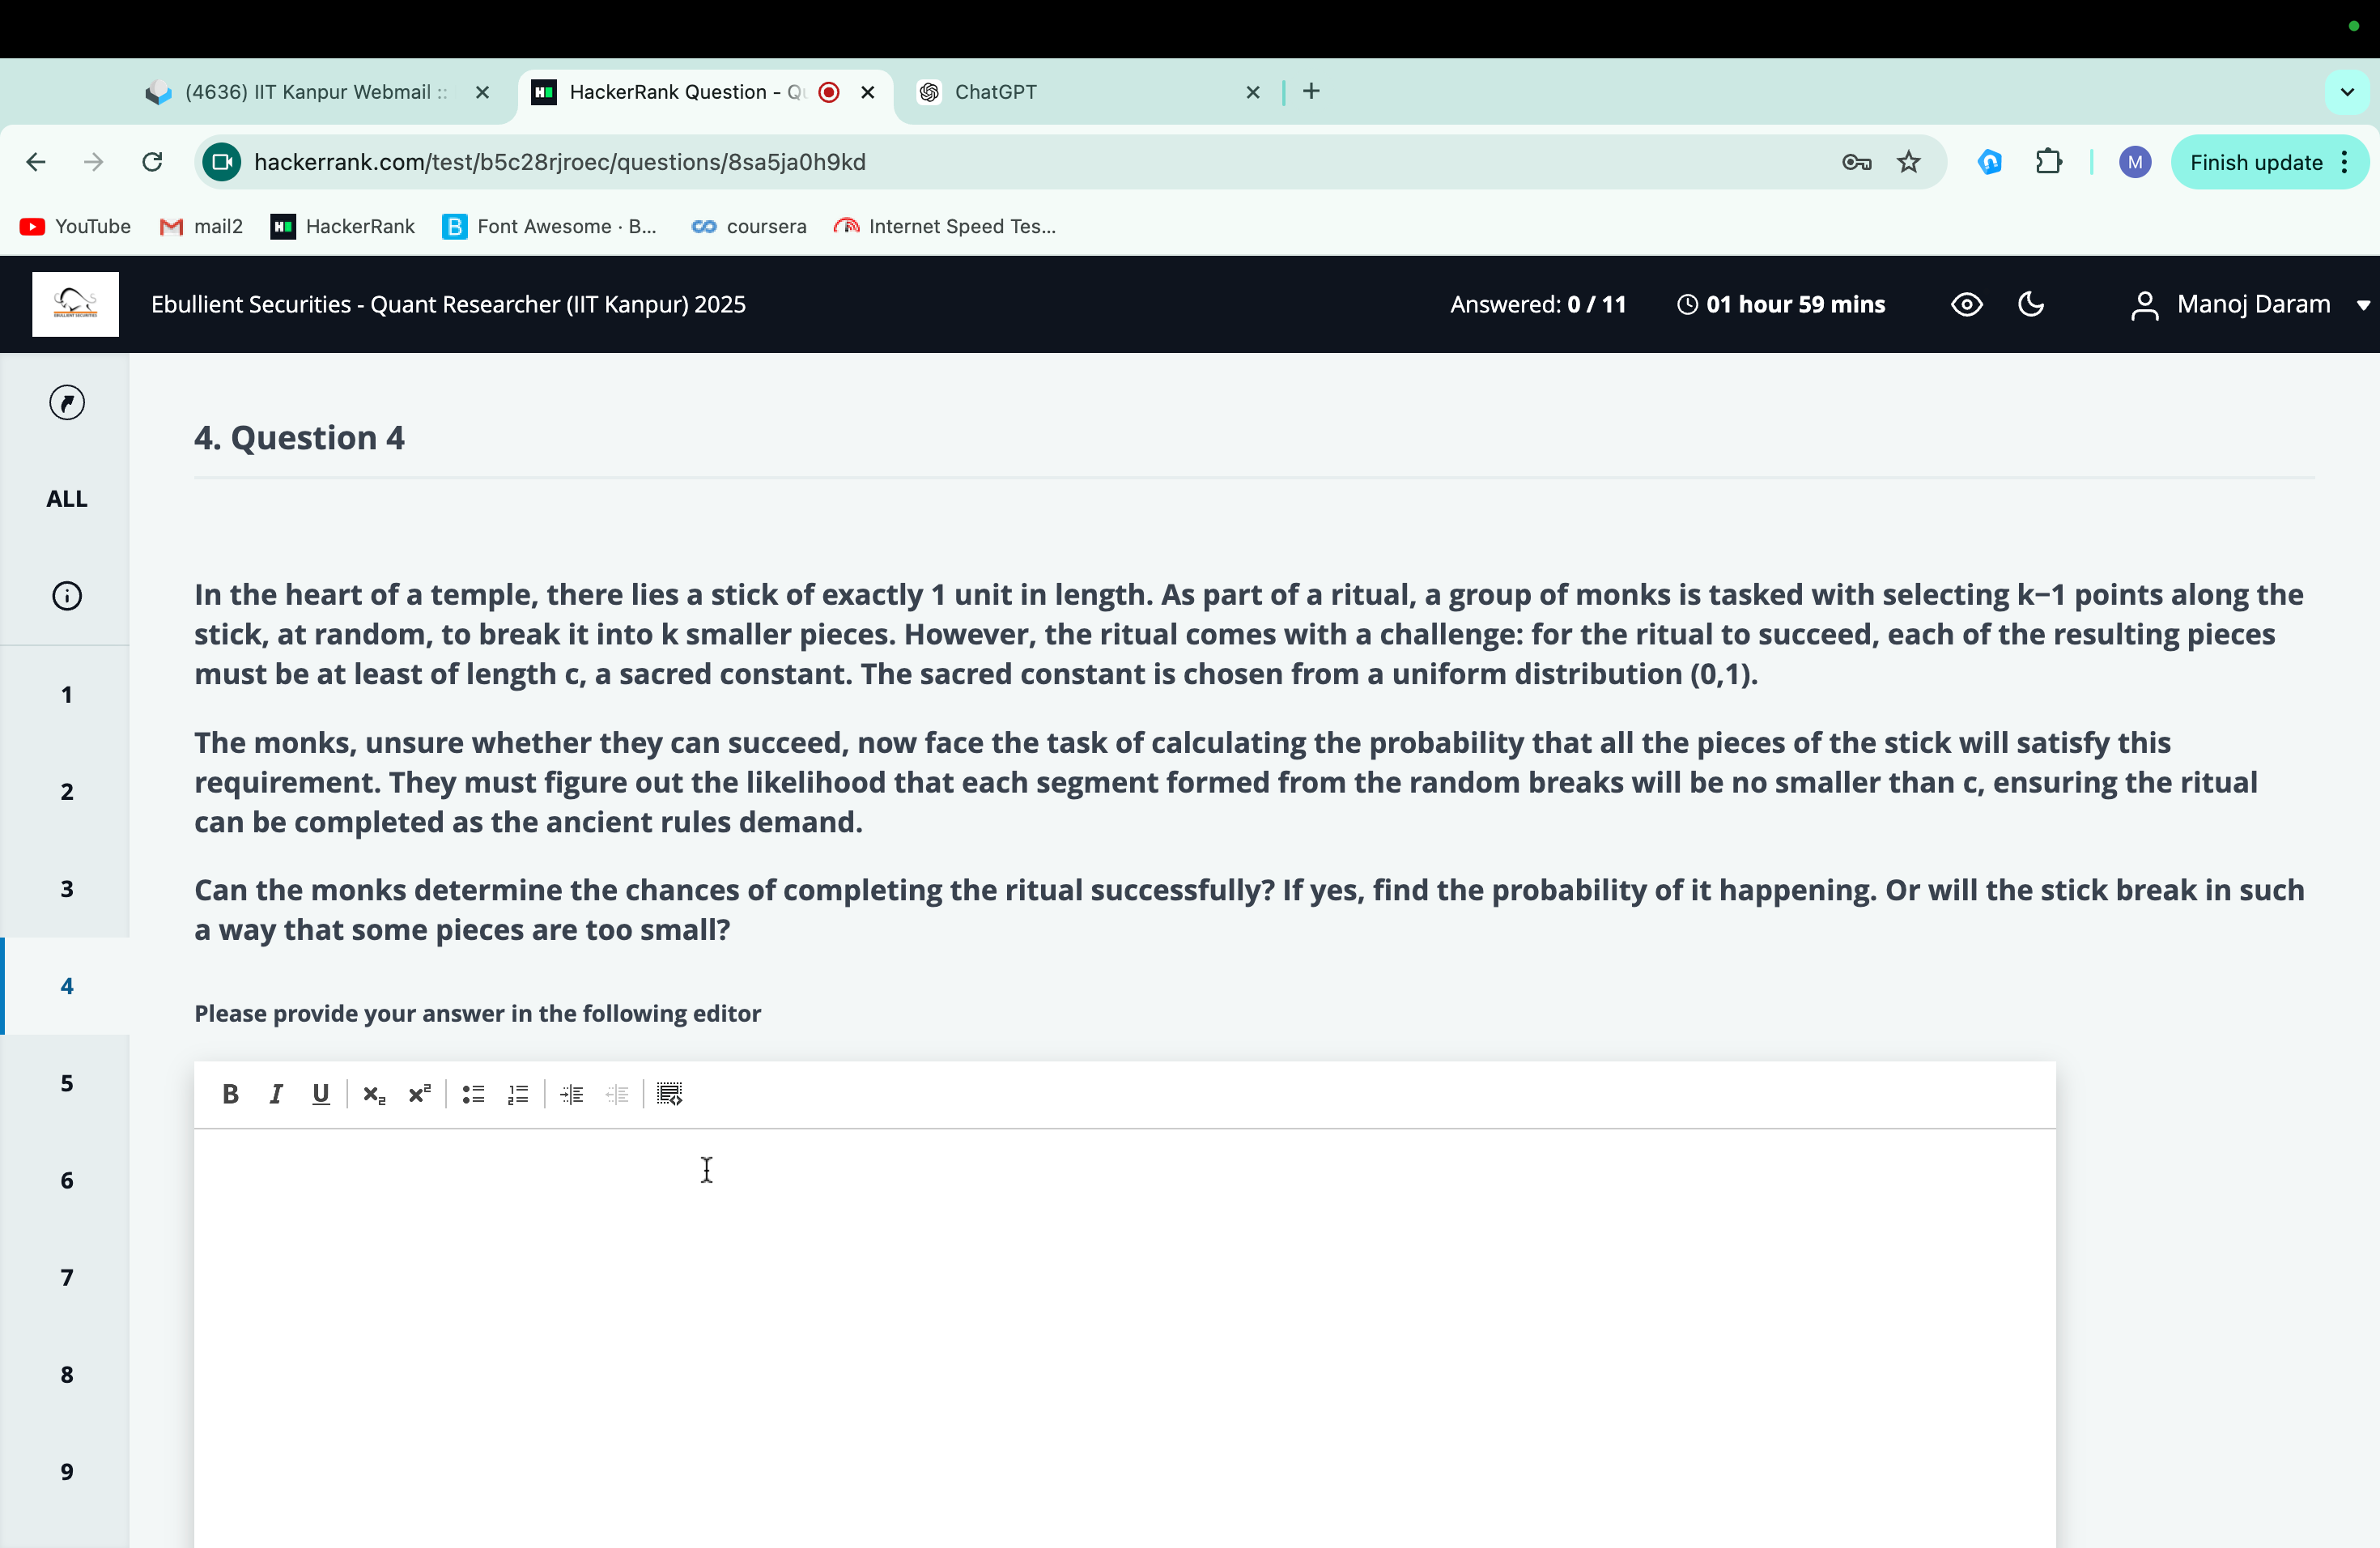 (4636) IIT Kanpur Webmail ::
HackerRank Question - Qu
ChatGPT
hackerrank.com/test/b5c28rjroec/questions/8sa5ja0h9kd
M
Finish update
YouTube
mail2
HackerRank
Font Awesome · B...
coursera
Internet Speed Tes...
Ebullient Securities - Quant Researcher (IIT Kanpur) 2025
Answered: 0 / 11
01 hour 59 mins
Manoj Daram
ALL
1
2
3
4
5
6
7
8
9
4. Question 4
In the heart of a temple, there lies a stick of exactly 1 unit in length. As part of a ritual, a group of monks is tasked with selecting k−1 points along the
stick, at random, to break it into k smaller pieces. However, the ritual comes with a challenge: for the ritual to succeed, each of the resulting pieces
must be at least of length c, a sacred constant. The sacred constant is chosen from a uniform distribution (0,1).
The monks, unsure whether they can succeed, now face the task of calculating the probability that all the pieces of the stick will satisfy this
requirement. They must figure out the likelihood that each segment formed from the random breaks will be no smaller than c, ensuring the ritual
can be completed as the ancient rules demand.
Can the monks determine the chances of completing the ritual successfully? If yes, find the probability of it happening. Or will the stick break in such
a way that some pieces are too small?
Please provide your answer in the following editor
B I U x₂ x²